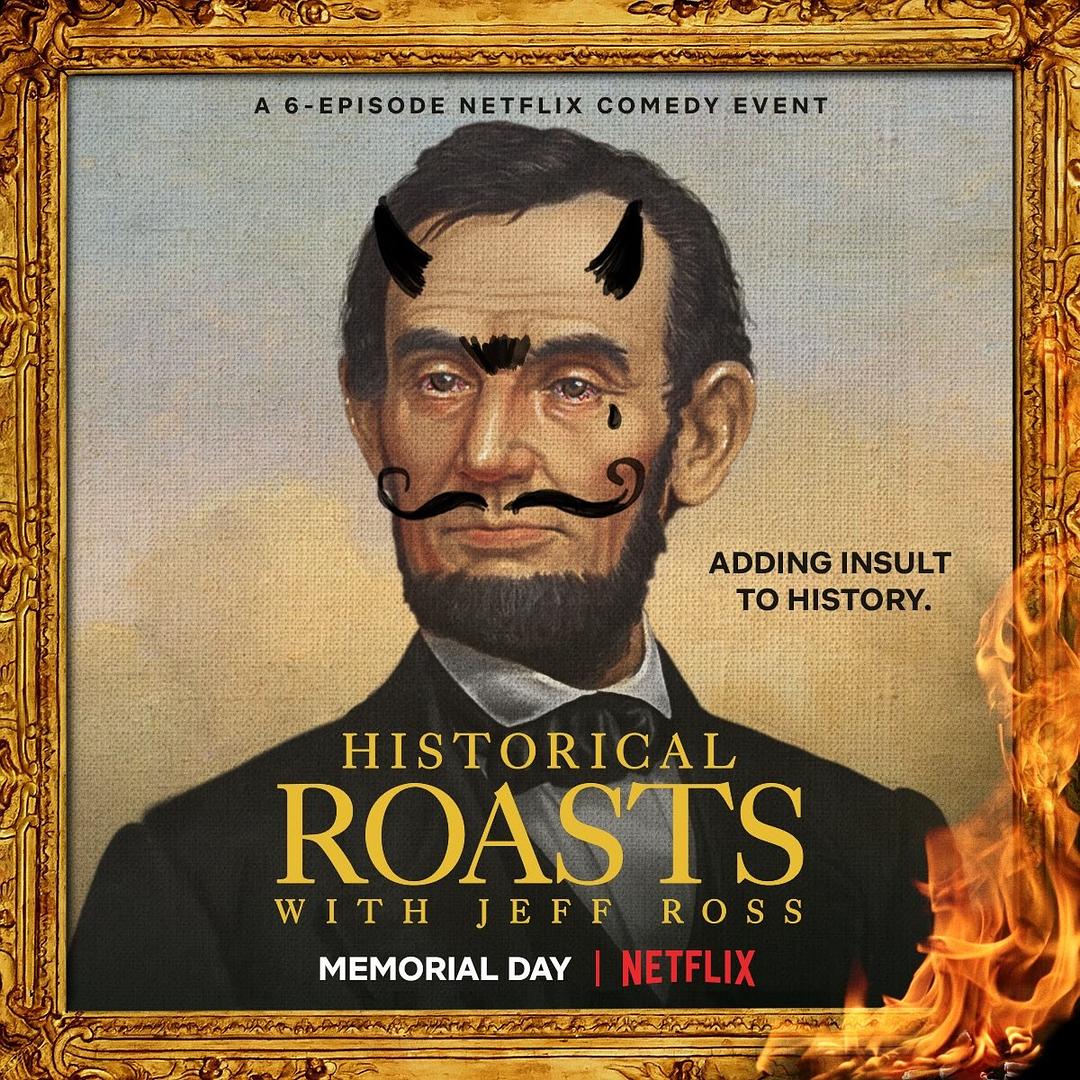 A 6-EPISODE NETFLIX COMEDY EVENT
ADDING INSULT
TO HISTORY.
HISTORICAL
ROASTS
WITH JEFF ROSS
MEMORIAL DAY | NETFLIX